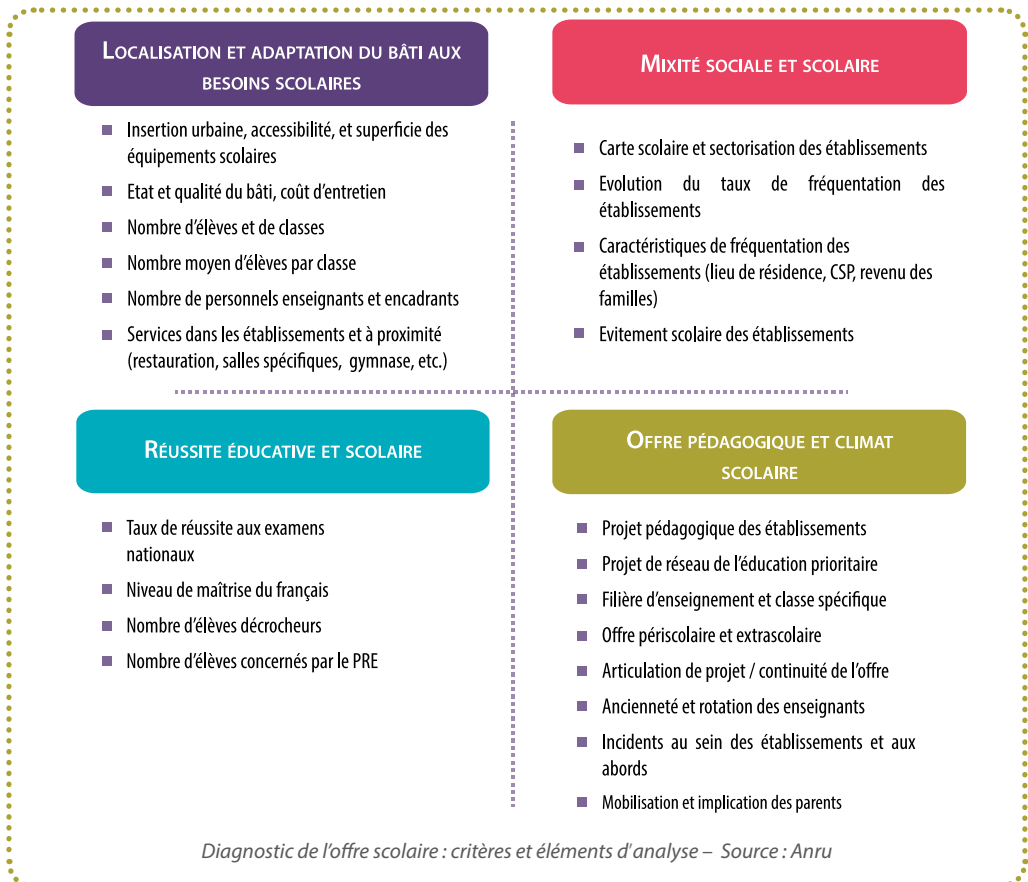 LOCALISATION ET ADAPTATION DU BÂTI AUX
BESOINS SCOLAIRES
Insertion urbaine, accessibilité, et superficie des
équipements scolaires
Etat et qualité du bâti, coût d'entretien
Nombre d'élèves et de classes
Nombre moyen d'élèves par classe
Nombre de personnels enseignants et encadrants
Services dans les établissements et à proximité
(restauration, salles spécifiques, gymnase, etc.)
MIXITÉ SOCIALE ET SCOLAIRE
Carte scolaire et sectorisation des établissements
Evolution du taux de fréquentation des
établissements
Caractéristiques de fréquentation des
établissements (lieu de résidence, CSP, revenu des
familles)
Evitement scolaire des établissements
RÉUSSITE ÉDUCATIVE ET SCOLAIRE
Taux de réussite aux examens
nationaux
Niveau de maîtrise du français
Nombre d'élèves décrocheurs
Nombre d'élèves concernés par le PRE
OFFRE PÉDAGOGIQUE ET CLIMAT
SCOLAIRE
Projet pédagogique des établissements
Projet de réseau de l'éducation prioritaire
Filière d'enseignement et classe spécifique
Offre périscolaire et extrascolaire
Articulation de projet / continuité de l'offre
Ancienneté et rotation des enseignants
Incidents au sein des établissements et aux
abords
Mobilisation et implication des parents
Diagnostic de l'offre scolaire : critères et éléments d'analyse – Source : Anru